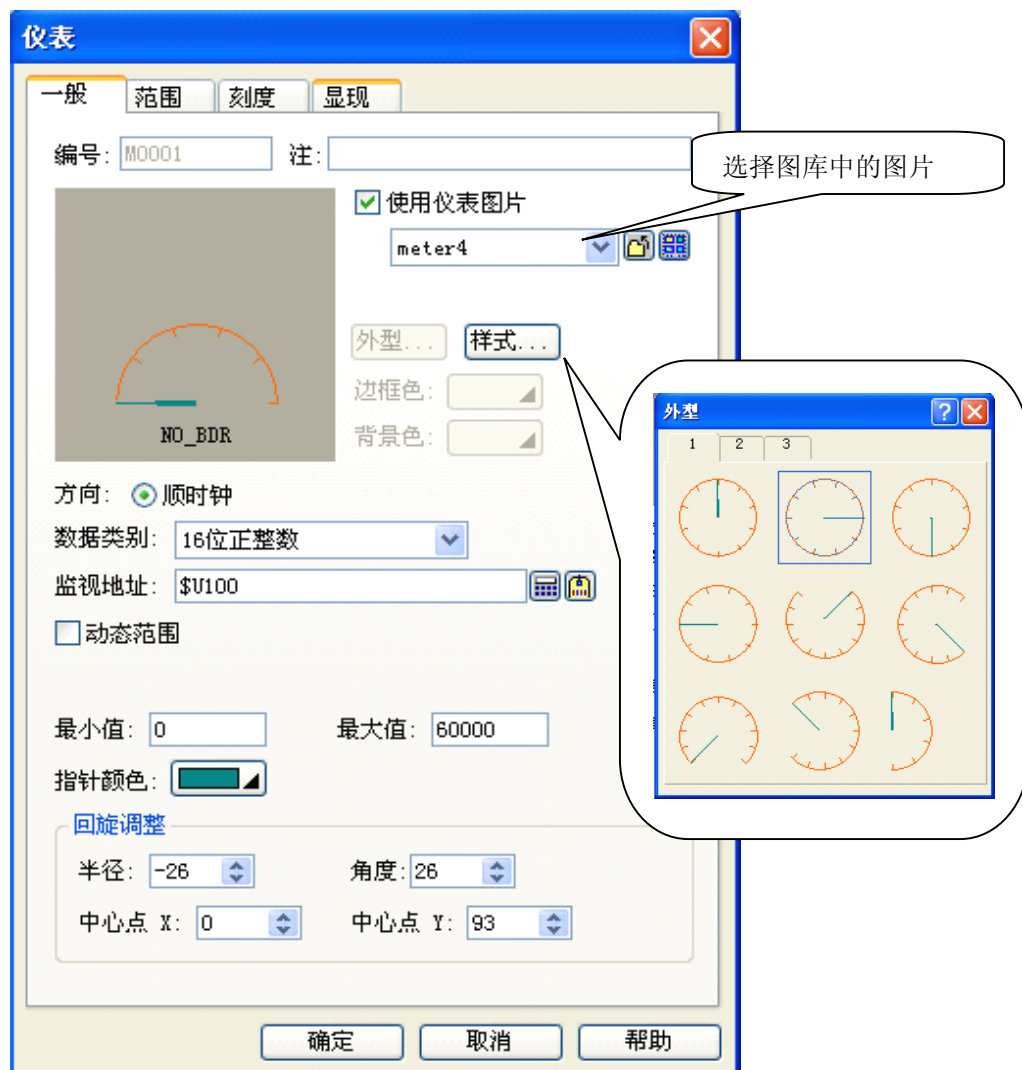 仪表
一般 范围 刻度 显现
编号: M0001 注:
选择图库中的图片
使用仪表图片
meter4
外型... 样式...
边框色:
背景色:
NO_BDR
外型
1 2 3
方向: 顺时钟
数据类别: 16位正整数
监视地址: $U100
动态范围
最小值: 0 最大值: 60000
指针颜色:
回旋调整
半径: -26 角度: 26
中心点 X: 0 中心点 Y: 93
确定 取消 帮助